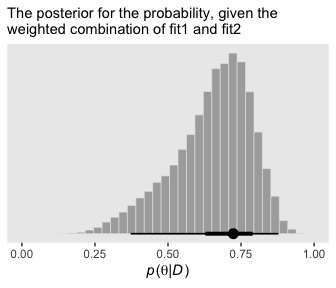 The posterior for the probability, given the
weighted combination of fit1 and fit2
0.00 0.25 0.50 0.75 1.00
p(θ|D)